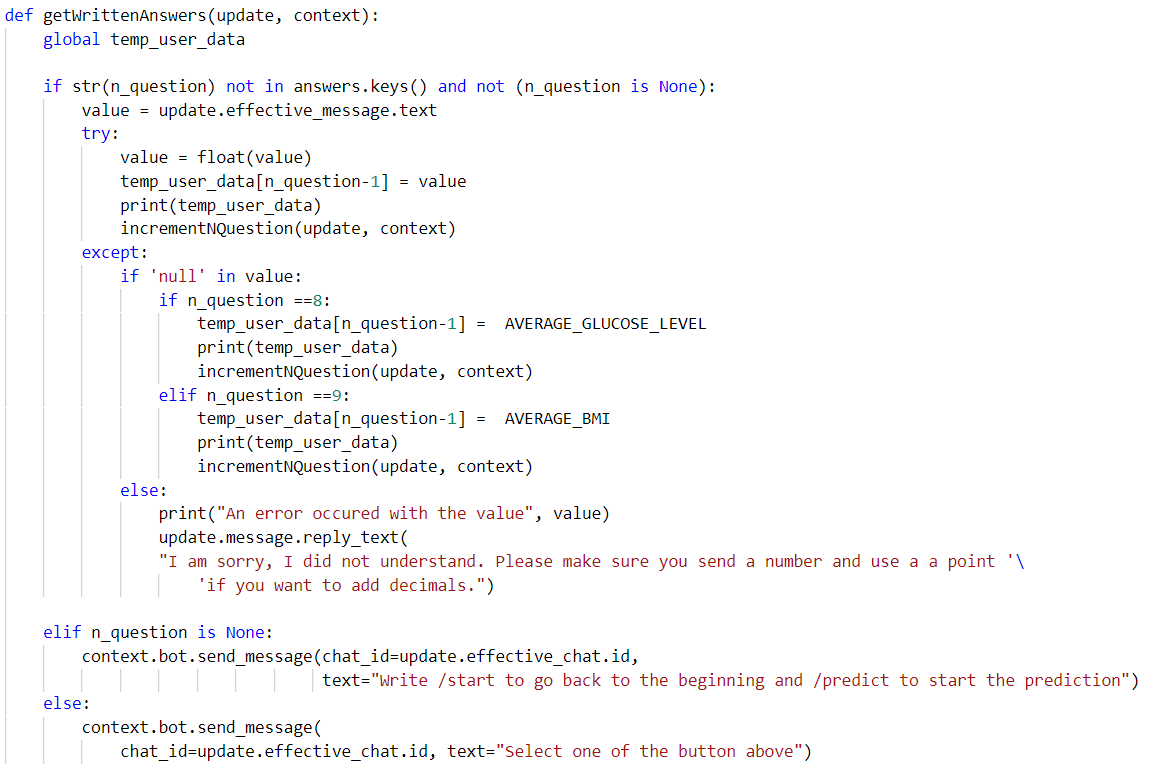 def getWrittenAnswers(update, context):
    global temp_user_data

    if str(n_question) not in answers.keys() and not (n_question is None):
        value = update.effective_message.text
        try:
            value = float(value)
            temp_user_data[n_question-1] = value
            print(temp_user_data)
            incrementNQuestion(update, context)
        except:
            if 'null' in value:
                if n_question ==8:
                    temp_user_data[n_question-1] =  AVERAGE_GLUCOSE_LEVEL
                    print(temp_user_data)
                    incrementNQuestion(update, context)
                elif n_question ==9:
                    temp_user_data[n_question-1] =  AVERAGE_BMI
                    print(temp_user_data)
                    incrementNQuestion(update, context)
            else:
                print("An error occured with the value", value)
                update.message.reply_text(
                "I am sorry, I did not understand. Please make sure you send a number and use a a point '\
                    'if you want to add decimals.")

    elif n_question is None:
        context.bot.send_message(chat_id=update.effective_chat.id,
                                 text="Write /start to go back to the beginning and /predict to start the prediction")
    else:
        context.bot.send_message(
            chat_id=update.effective_chat.id, text="Select one of the button above")